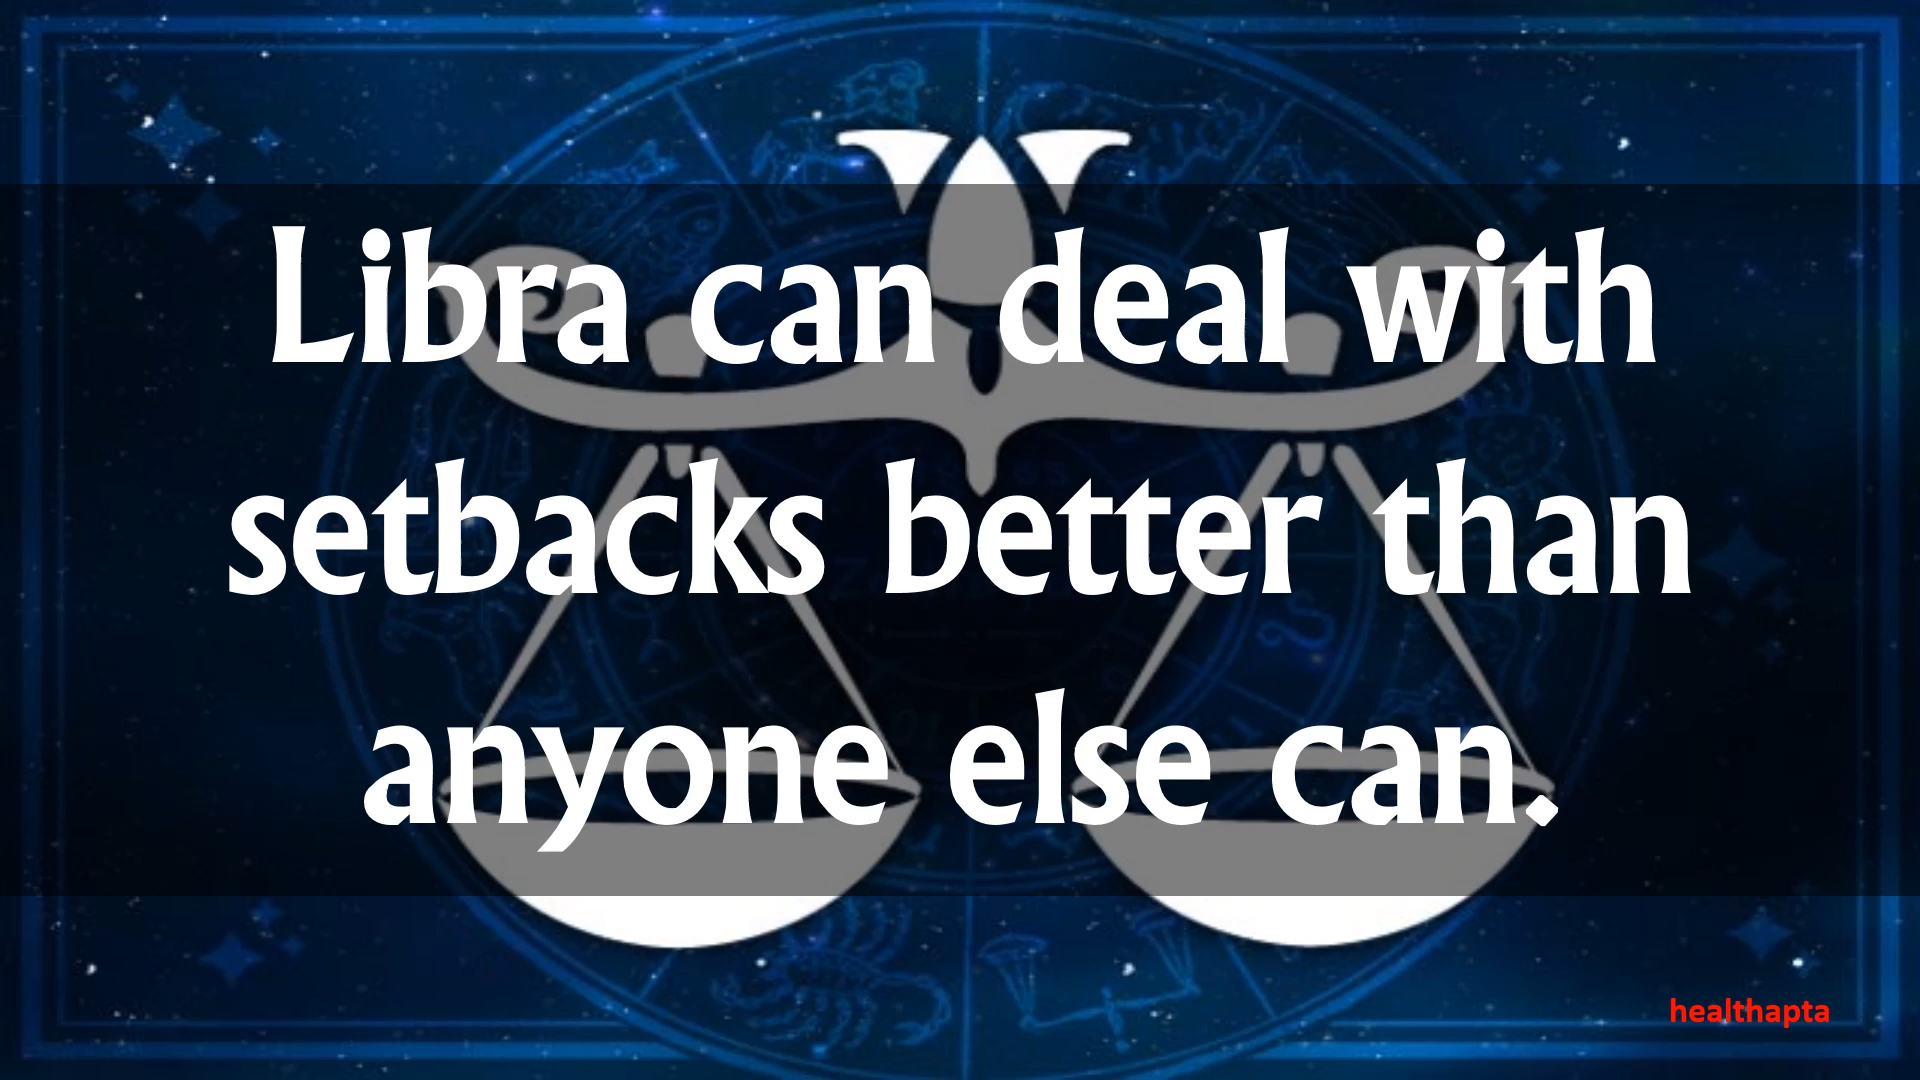 Libra can deal with
setbacks better than
anyone else can.
healthapta